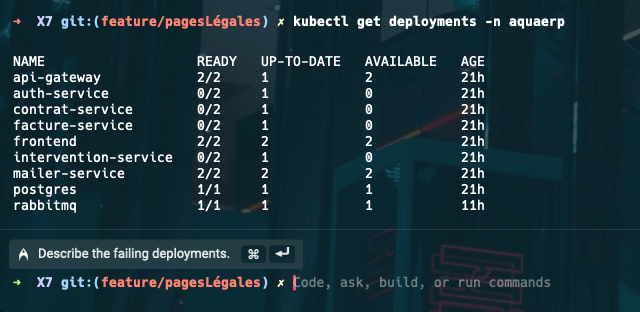 → X7 git:(feature/pagesLégales) ✗ kubectl get deployments -n aquaerp
NAME READY UP-TO-DATE AVAILABLE AGE
api-gateway 2/2 1 2 21h
auth-service 0/2 1 0 21h
contrat-service 0/2 1 0 21h
facture-service 0/2 1 0 21h
frontend 2/2 2 2 21h
intervention-service 0/2 1 0 21h
mailer-service 2/2 2 2 21h
postgres 1/1 1 1 21h
rabbitmq 1/1 1 1 11h
Describe the failing deployments. ⌘ ↵
→ X7 git:(feature/pagesLégales) ✗ Code, ask, build, or run commands